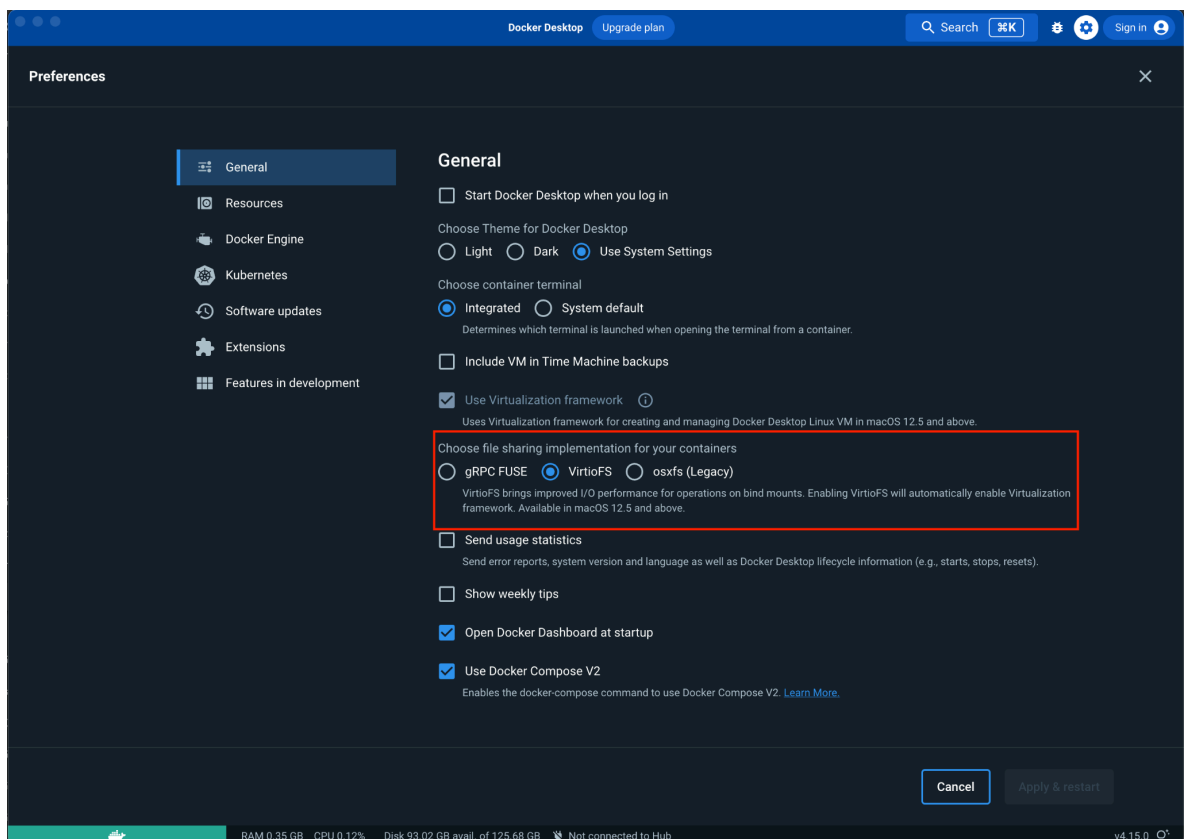 Docker Desktop Upgrade plan Search ⌘K Sign in
Preferences
General
Resources
Docker Engine
Kubernetes
Software updates
Extensions
Features in development
General
Start Docker Desktop when you log in
Choose Theme for Docker Desktop
Light Dark Use System Settings
Choose container terminal
Integrated System default
Determines which terminal is launched when opening the terminal from a container.
Include VM in Time Machine backups
Use Virtualization framework
Uses Virtualization framework for creating and managing Docker Desktop Linux VM in macOS 12.5 and above.
Choose file sharing implementation for your containers
gRPC FUSE VirtioFS osxfs (Legacy)
VirtioFS brings improved I/O performance for operations on bind mounts. Enabling VirtioFS will automatically enable Virtualization
framework. Available in macOS 12.5 and above.
Send usage statistics
Send error reports, system version and language as well as Docker Desktop lifecycle information (e.g., starts, stops, resets).
Show weekly tips
Open Docker Dashboard at startup
Use Docker Compose V2
Enables the docker-compose command to use Docker Compose V2. Learn More.
Cancel Apply & restart
RAM 0.35 GB CPU 0.12% Disk 93.02 GB avail. of 125.68 GB Not connected to Hub v4.15.0